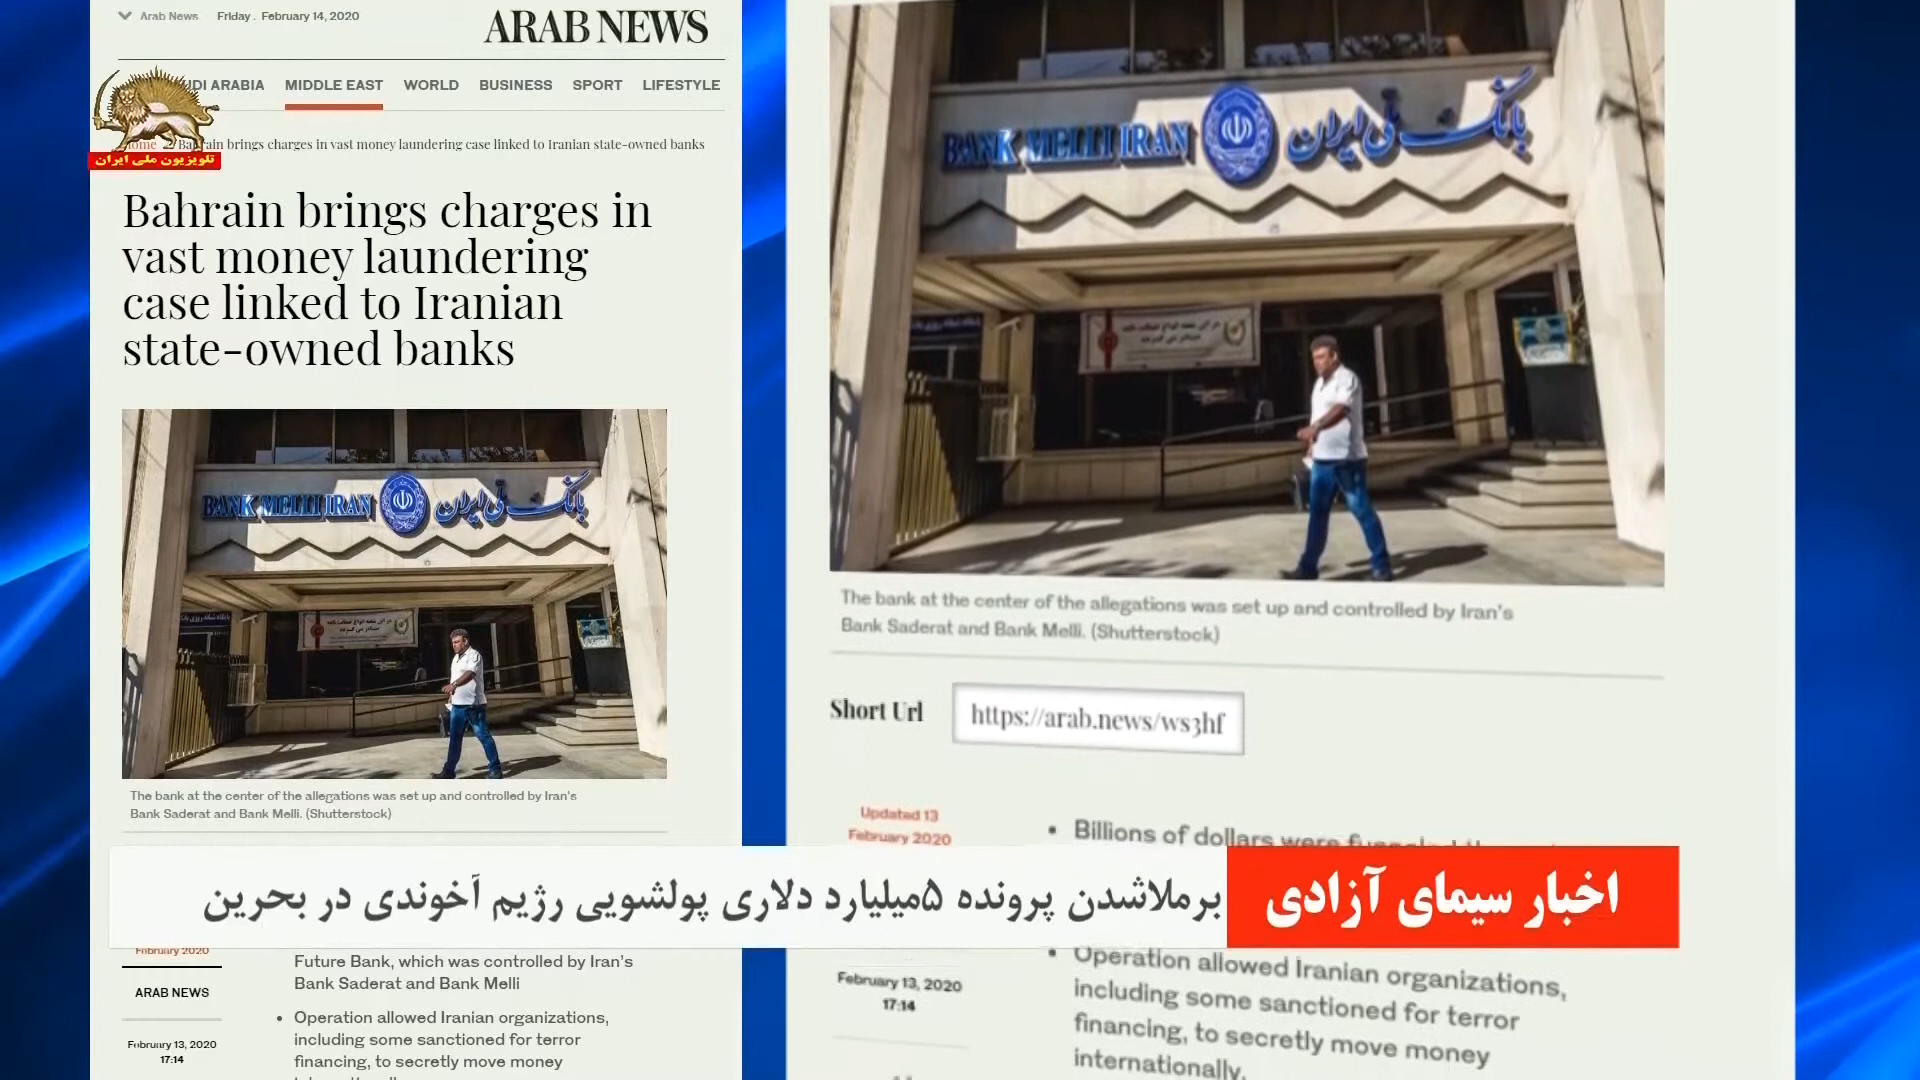 Arab News Friday . February 14, 2020
ARAB NEWS
DI ARABIA MIDDLE EAST WORLD BUSINESS SPORT LIFESTYLE
تلویزیون ملی ایران
Bahrain brings charges in vast money laundering case linked to Iranian state-owned banks
Bahrain brings charges in
vast money laundering
case linked to Iranian
state-owned banks
BANK MELLI IRAN بانک ملی ایران
The bank at the center of the allegations was set up and controlled by Iran's
Bank Saderat and Bank Melli. (Shutterstock)
February 2020
ARAB NEWS
February 13, 2020
17:14
Future Bank, which was controlled by Iran's
Bank Saderat and Bank Melli
• Operation allowed Iranian organizations,
including some sanctioned for terror
financing, to secretly move money
BANK MELLI IRAN بانک ملی ایران
The bank at the center of the allegations was set up and controlled by Iran's
Bank Saderat and Bank Melli. (Shutterstock)
Short Url https://arab.news/ws3hf
Updated 13
February 2020
• Billions of dollars were
اخبار سیمای آزادی
برملاشدن پرونده ۵میلیارد دلاری پولشویی رژیم آخوندی در بحرین
February 13, 2020
17:14
• Operation allowed Iranian organizations,
including some sanctioned for terror
financing, to secretly move money
internationally.